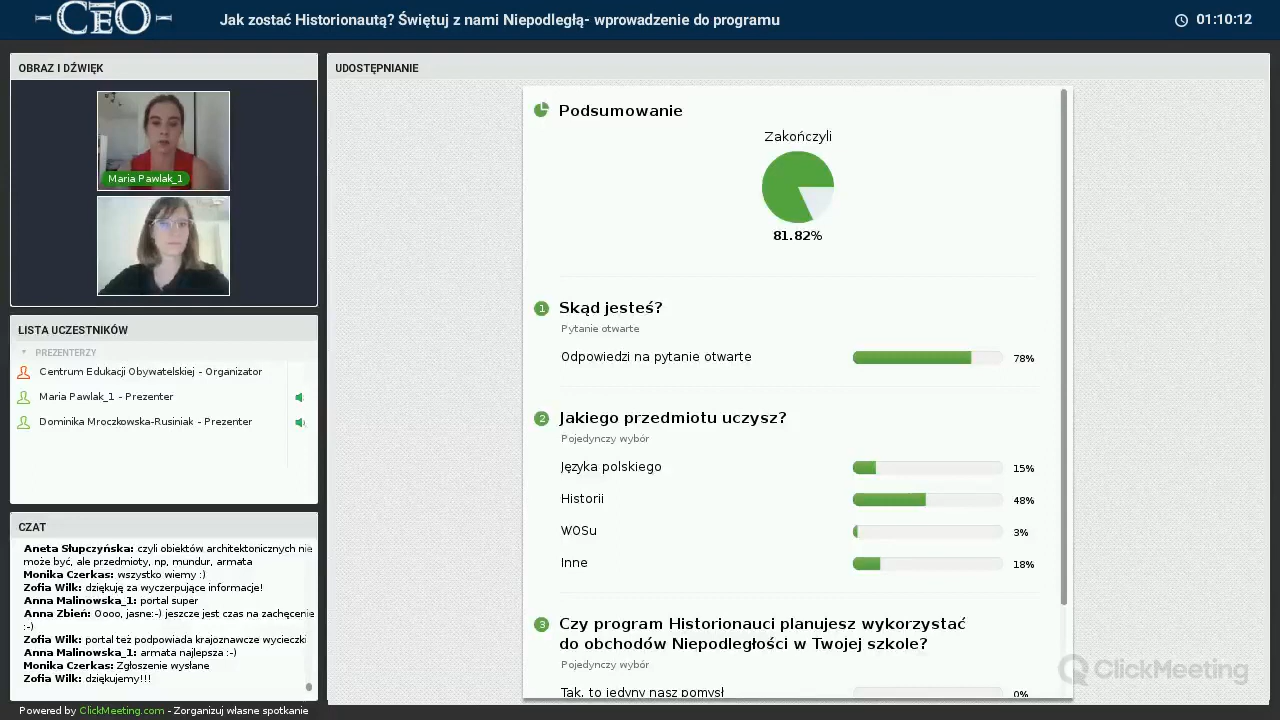 CEO
Jak zostać Historionautą? Świętuj z nami Niepodległą- wprowadzenie do programu
01:10:12
OBRAZ I DŹWIĘK
Maria Pawlak_1
LISTA UCZESTNIKÓW
PREZENTERZY
Centrum Edukacji Obywatelskiej - Organizator
Maria Pawlak_1 - Prezenter
Dominika Mroczkowska-Rusiniak - Prezenter
CZAT
Aneta Słupczyńska: czyli obiektów architektonicznych nie
może być, ale przedmioty, np, mundur, armata
Monika Czerkas: wszystko wiemy :)
Zofia Wilk: dziękuję za wyczerpujące informacje!
Anna Malinowska_1: portal super
Anna Zbień: Oooo, jasne:-) jeszcze jest czas na zachęcenie
:-)
Zofia Wilk: portal też podpowiada krajoznawcze wycieczki
Anna Malinowska_1: armata najlepsza :-)
Monika Czerkas: Zgłoszenie wysłane
Zofia Wilk: dziękujemy!!!
Powered by ClickMeeting.com - Zorganizuj własne spotkanie
UDOSTĘPNIANIE
Podsumowanie
Zakończyli
81.82%
1 Skąd jesteś?
Pytanie otwarte
Odpowiedzi na pytanie otwarte 78%
2 Jakiego przedmiotu uczysz?
Pojedynczy wybór
Języka polskiego 15%
Historii 48%
WOSu 3%
Inne 18%
3 Czy program Historionauci planujesz wykorzystać
do obchodów Niepodległości w Twojej szkole?
Pojedynczy wybór
Tak, to jedyny nasz pomysł 0%
ClickMeeting